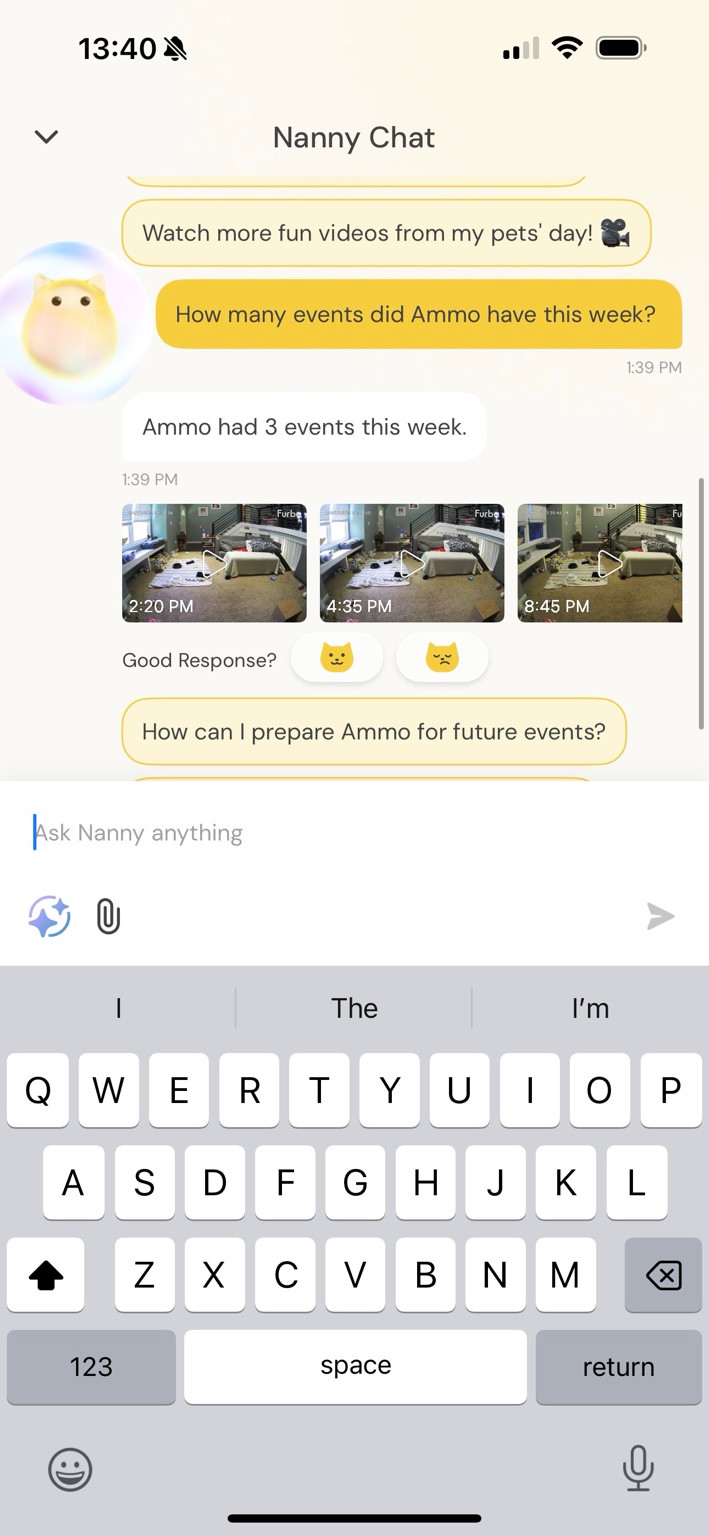 13:40
Nanny Chat
Watch more fun videos from my pets' day! 🎥
How many events did Ammo have this week?
1:39 PM
Ammo had 3 events this week.
1:39 PM
Furbo
2:20 PM
Furbo
4:35 PM
Fu
8:45 PM
Good Response?
How can I prepare Ammo for future events?
Ask Nanny anything
I The I'm
Q W E R T Y U I O P
A S D F G H J K L
Z X C V B N M
123 space return